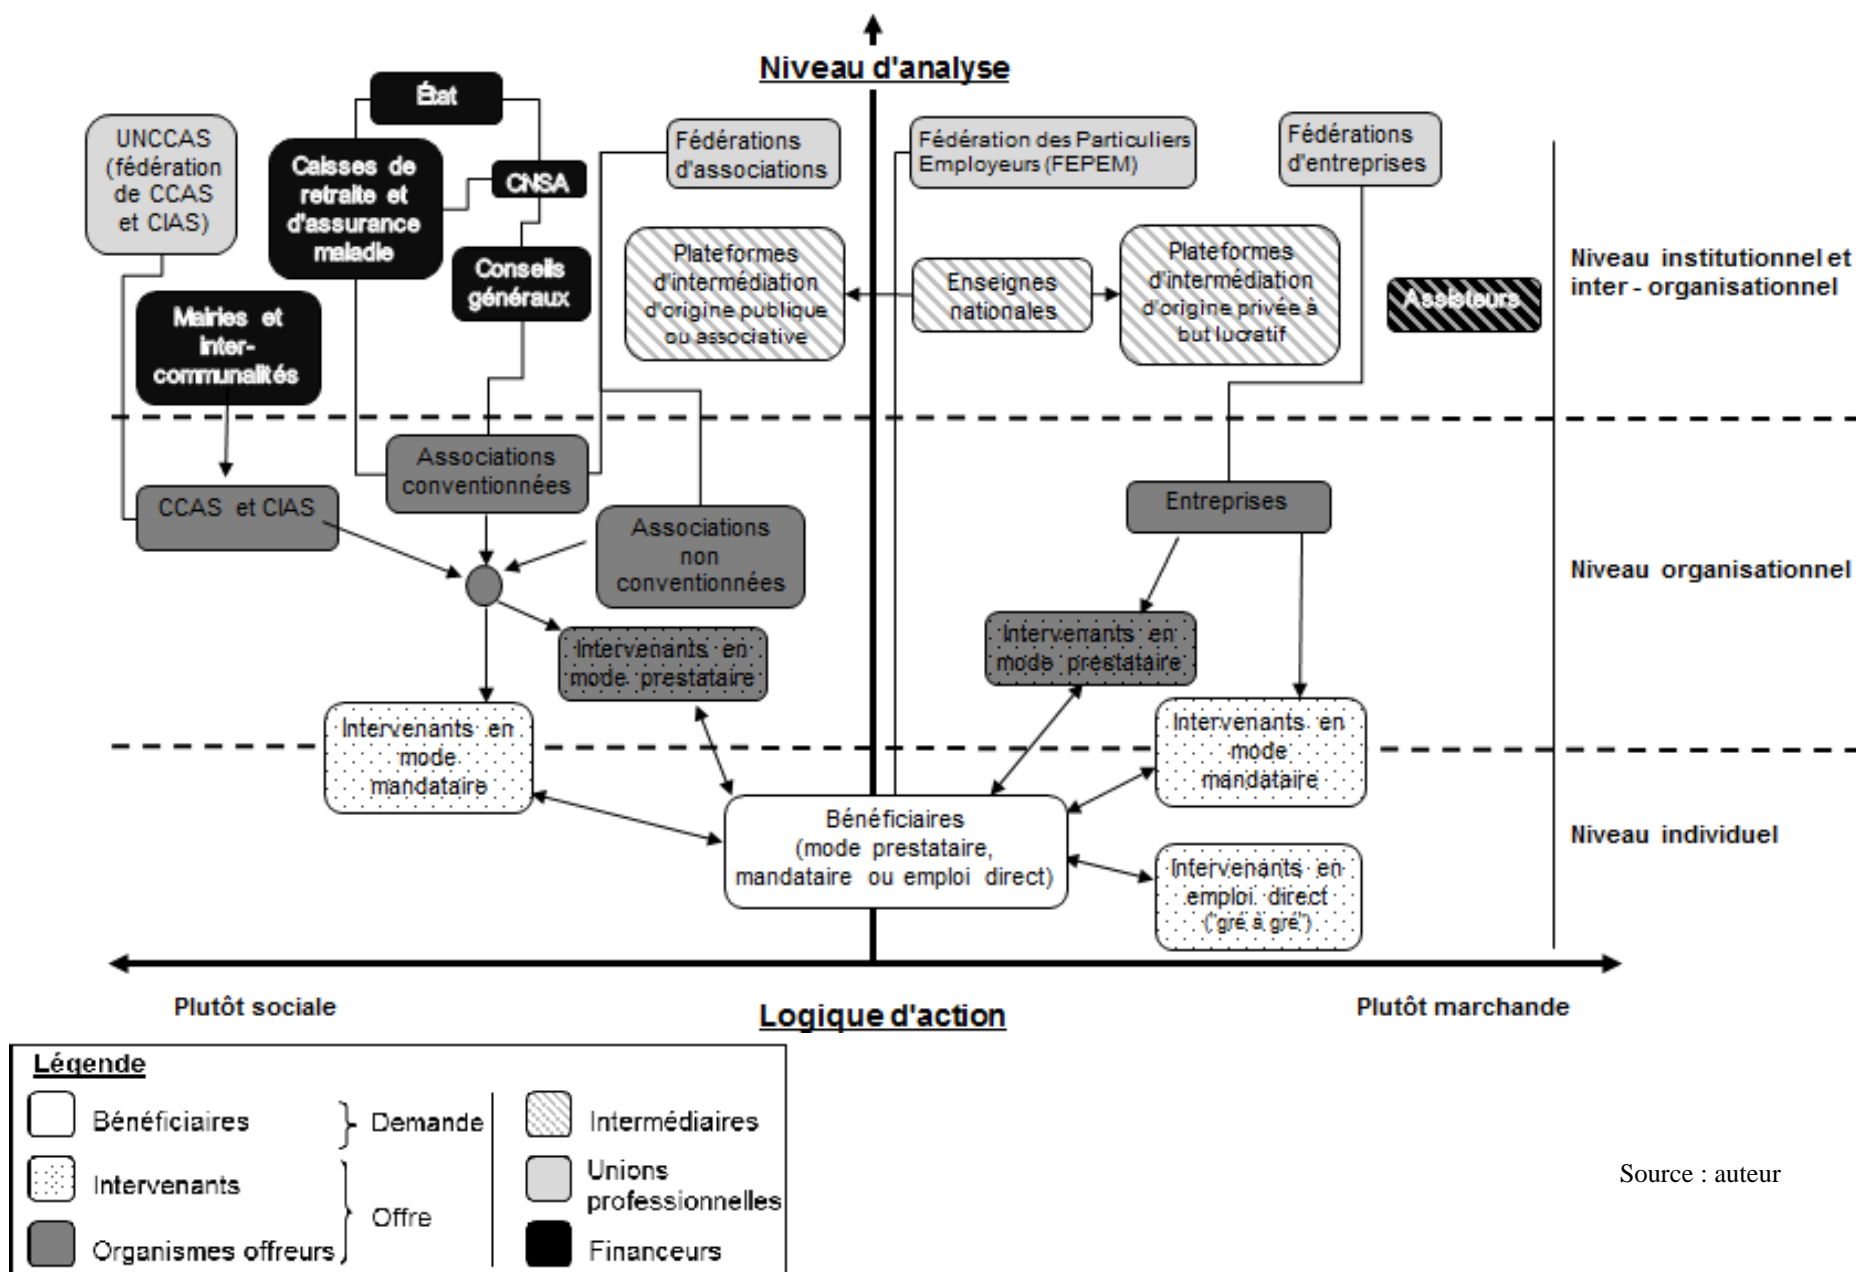 Niveau d'analyse
État
UNCCAS
(fédération
de CCAS
et CIAS)
Caisses de
retraite et
d'assurance
maladie
CNSA
Conseils
généraux
Mairies et
inter-
communalités
Fédérations
d'associations
Fédération des Particuliers
Employeurs (FEPEM)
Fédérations
d'entreprises
Plateformes
d'intermédiation
d'origine publique
ou associative
Enseignes
nationales
Plateformes
d'intermédiation
d'origine privée à
but lucratif
Assisteurs
Niveau institutionnel et
inter - organisationnel
Associations
conventionnées
CCAS et CIAS
Associations
non
conventionnées
Entreprises
Niveau organisationnel
Intervenants en
mode prestataire
Intervenants en
mode prestataire
Intervenants en
mode
mandataire
Intervenants en
mode
mandataire
Bénéficiaires
(mode prestataire,
mandataire ou emploi direct)
Intervenants en
emploi direct
("gré à gré")
Niveau individuel
Plutôt sociale
Logique d'action
Plutôt marchande
Légende
Bénéficiaires
Demande
Intervenants
Offre
Organismes offreurs
Intermédiaires
Unions
professionnelles
Financeurs
Source : auteur